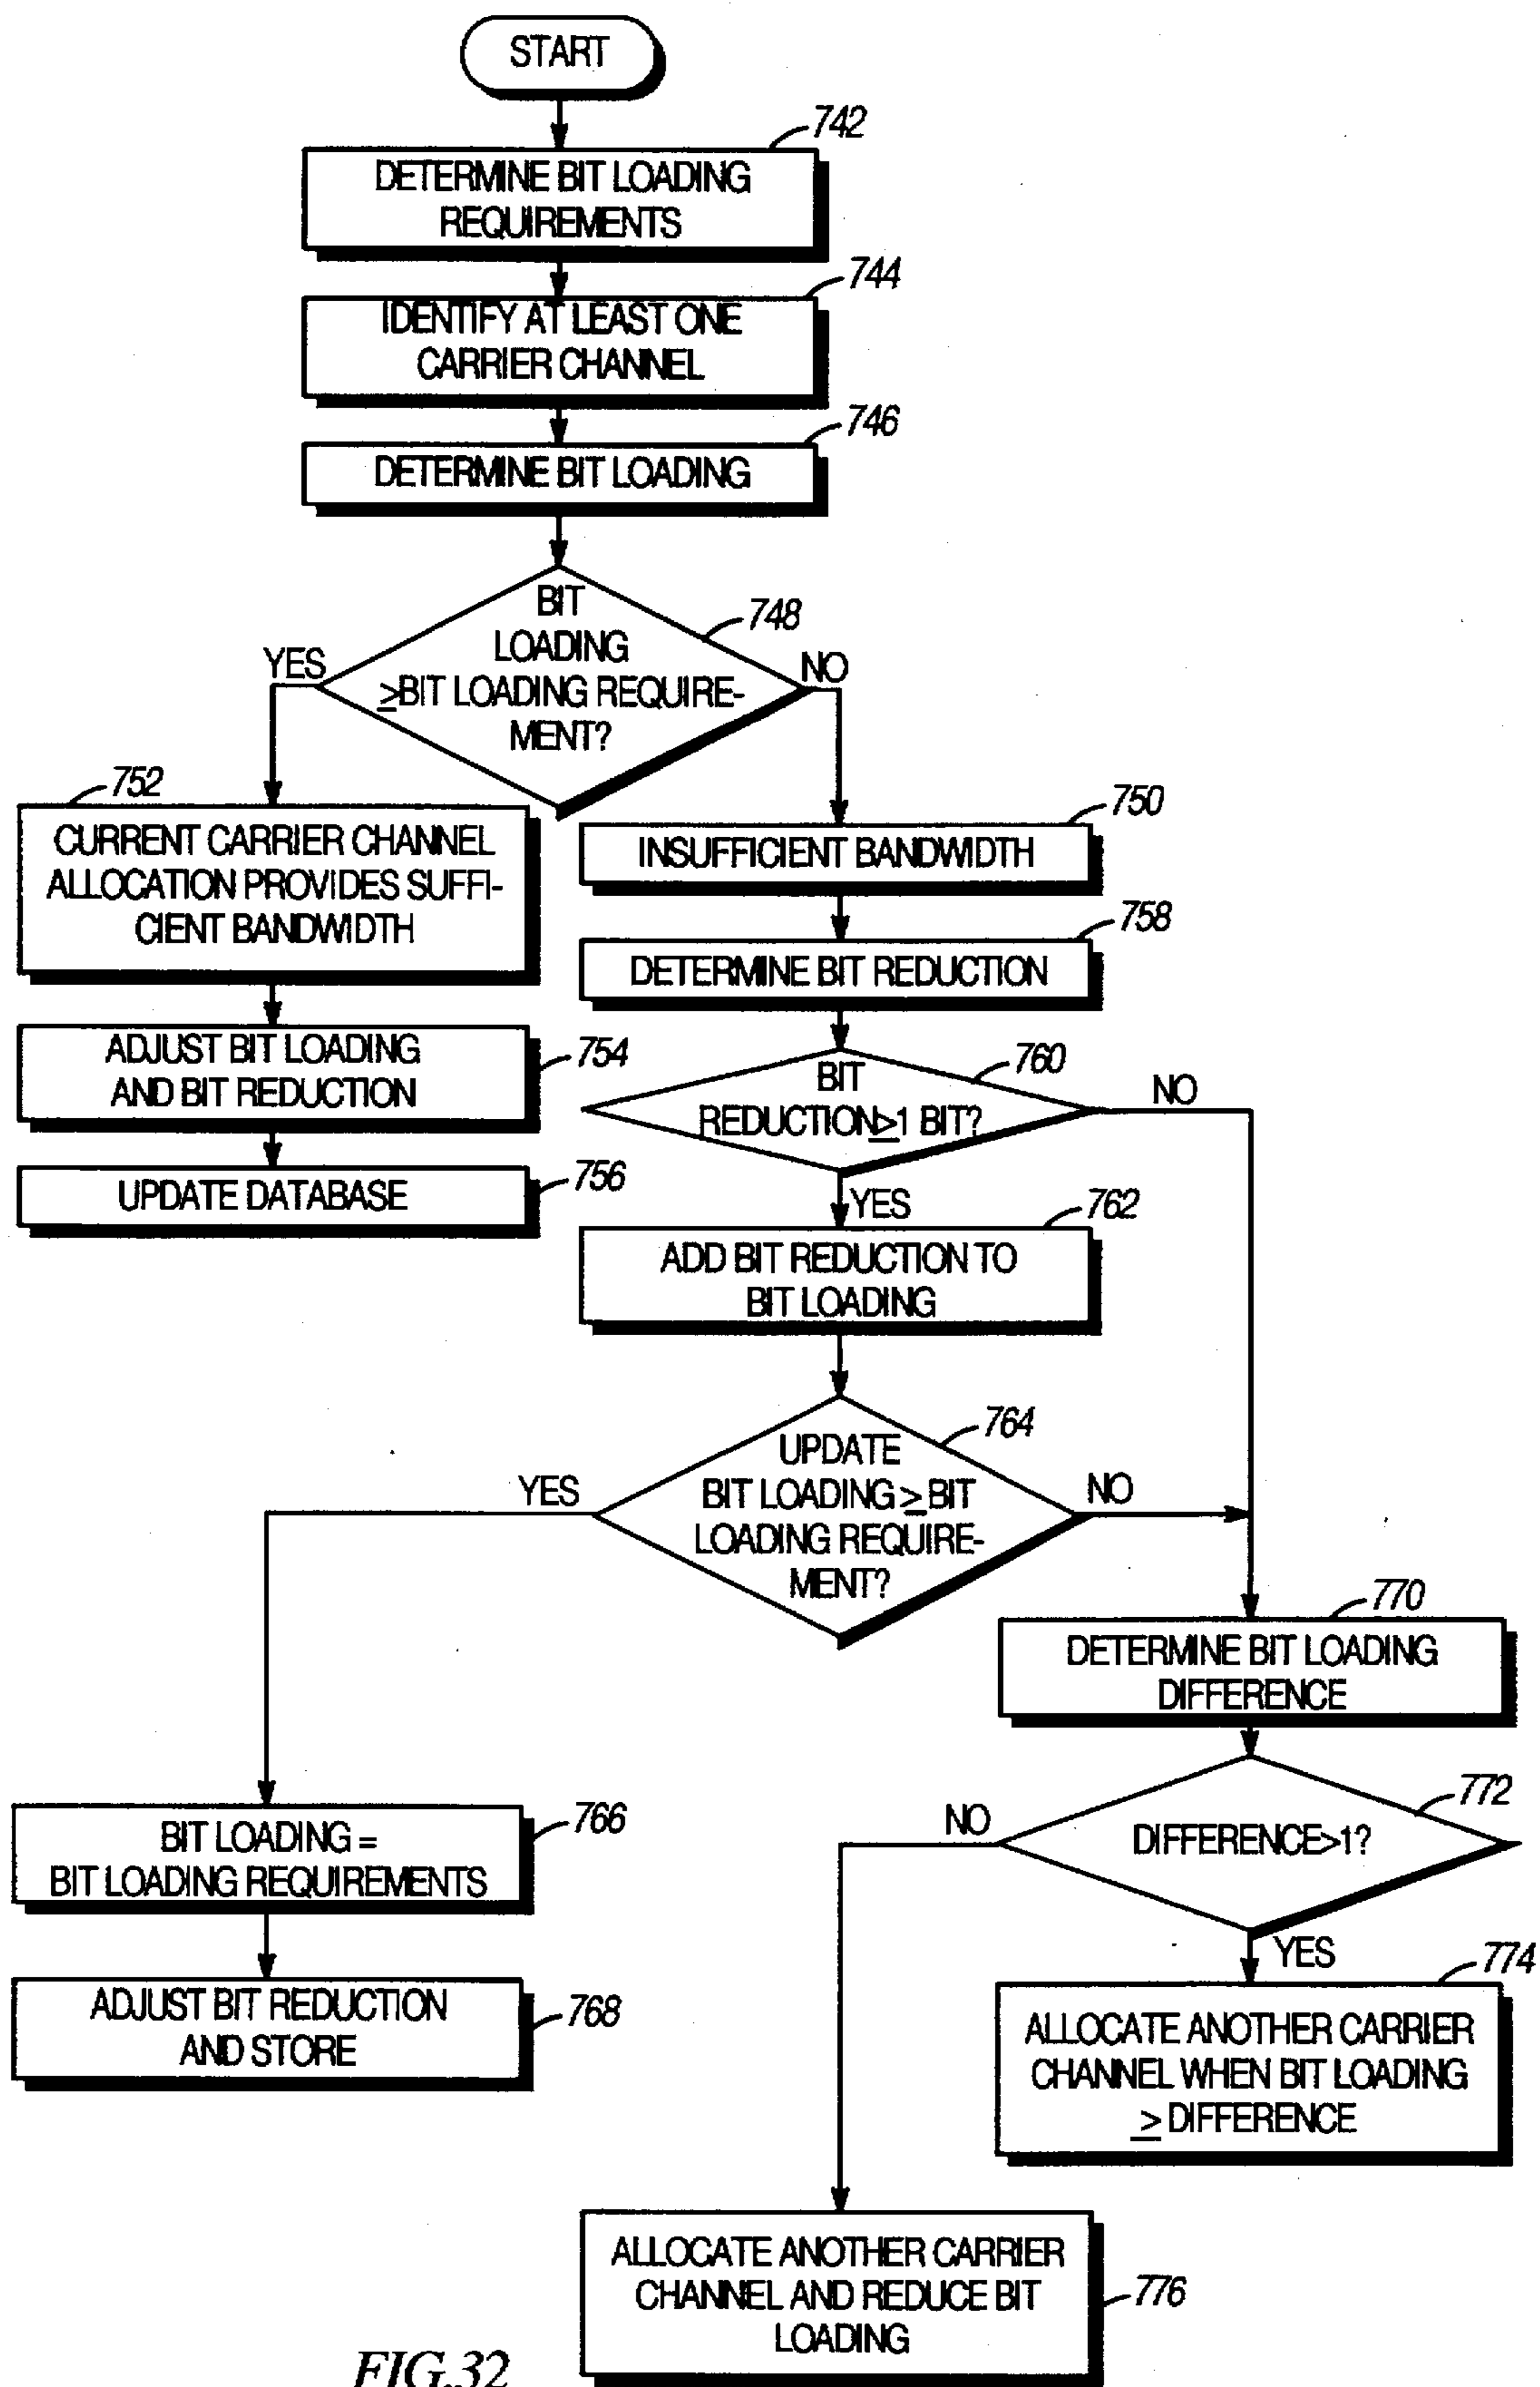 START
742
DETERMINE BIT LOADING
REQUIREMENTS
744
IDENTIFY AT LEAST ONE
CARRIER CHANNEL
746
DETERMINE BIT LOADING
748
BIT
LOADING
≥BIT LOADING REQUIRE-
MENT?
YES
NO
752
CURRENT CARRIER CHANNEL
ALLOCATION PROVIDES SUFFI-
CIENT BANDWIDTH
750
INSUFFICIENT BANDWIDTH
758
DETERMINE BIT REDUCTION
754
ADJUST BIT LOADING
AND BIT REDUCTION
760
BIT
REDUCTION≥1 BIT?
NO
756
UPDATE DATABASE
YES
762
ADD BIT REDUCTION TO
BIT LOADING
764
UPDATE
BIT LOADING ≥ BIT
LOADING REQUIRE-
MENT?
YES
NO
770
DETERMINE BIT LOADING
DIFFERENCE
766
BIT LOADING =
BIT LOADING REQUIREMENTS
772
DIFFERENCE>1?
NO
YES
768
ADJUST BIT REDUCTION
AND STORE
774
ALLOCATE ANOTHER CARRIER
CHANNEL WHEN BIT LOADING
≥ DIFFERENCE
776
ALLOCATE ANOTHER CARRIER
CHANNEL AND REDUCE BIT
LOADING
FIG.32